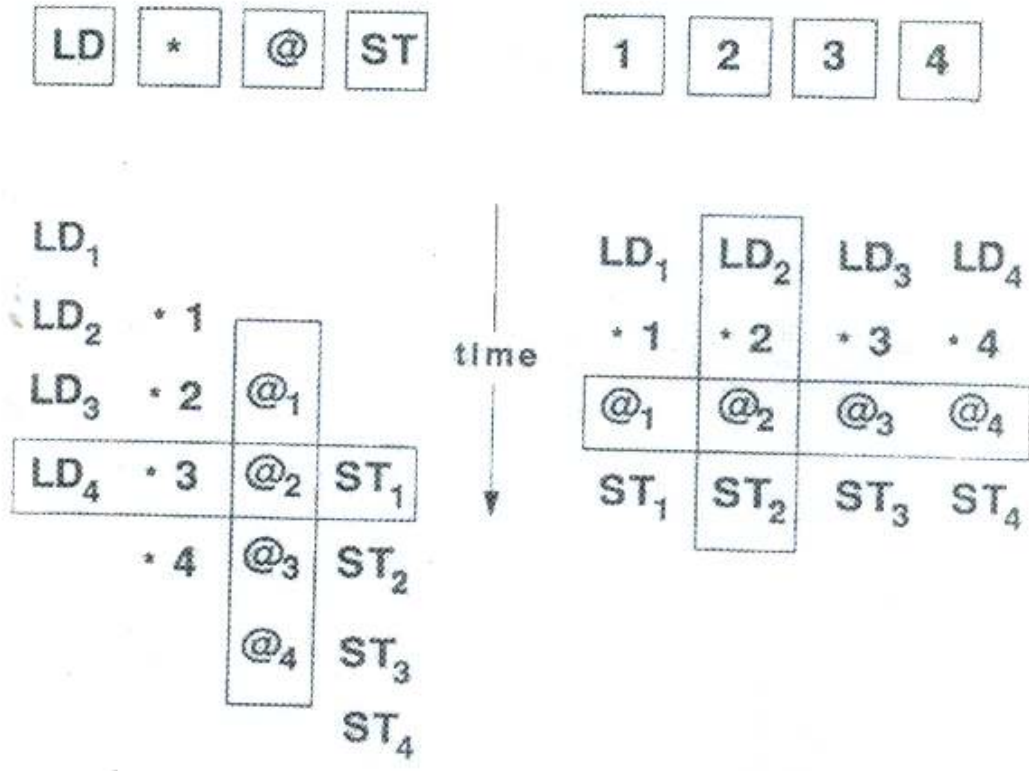 LD * @ ST
1 2 3 4
LD₁
LD₂ * 1
LD₃ * 2 @₁
LD₄ * 3 @₂ ST₁
* 4 @₃ ST₂
@₄ ST₃
ST₄
time
LD₁ LD₂ LD₃ LD₄
* 1 * 2 * 3 * 4
@₁ @₂ @₃ @₄
ST₁ ST₂ ST₃ ST₄